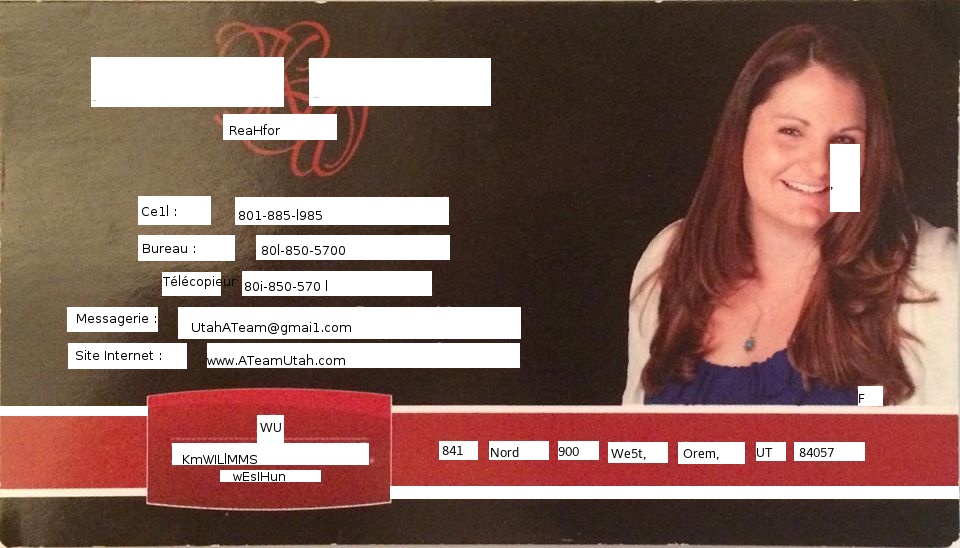 ReaHfor
Ce1l : 801-885-l985
Bureau : 80l-850-5700
Télécopieur 80i-850-570 l
Messagerie : UtahATeam@gmai1.com
Site Internet : www.ATeamUtah.com
F
WU
KmWILlMMS
wEsIHun
841 Nord 900 We5t, Orem, UT 84057